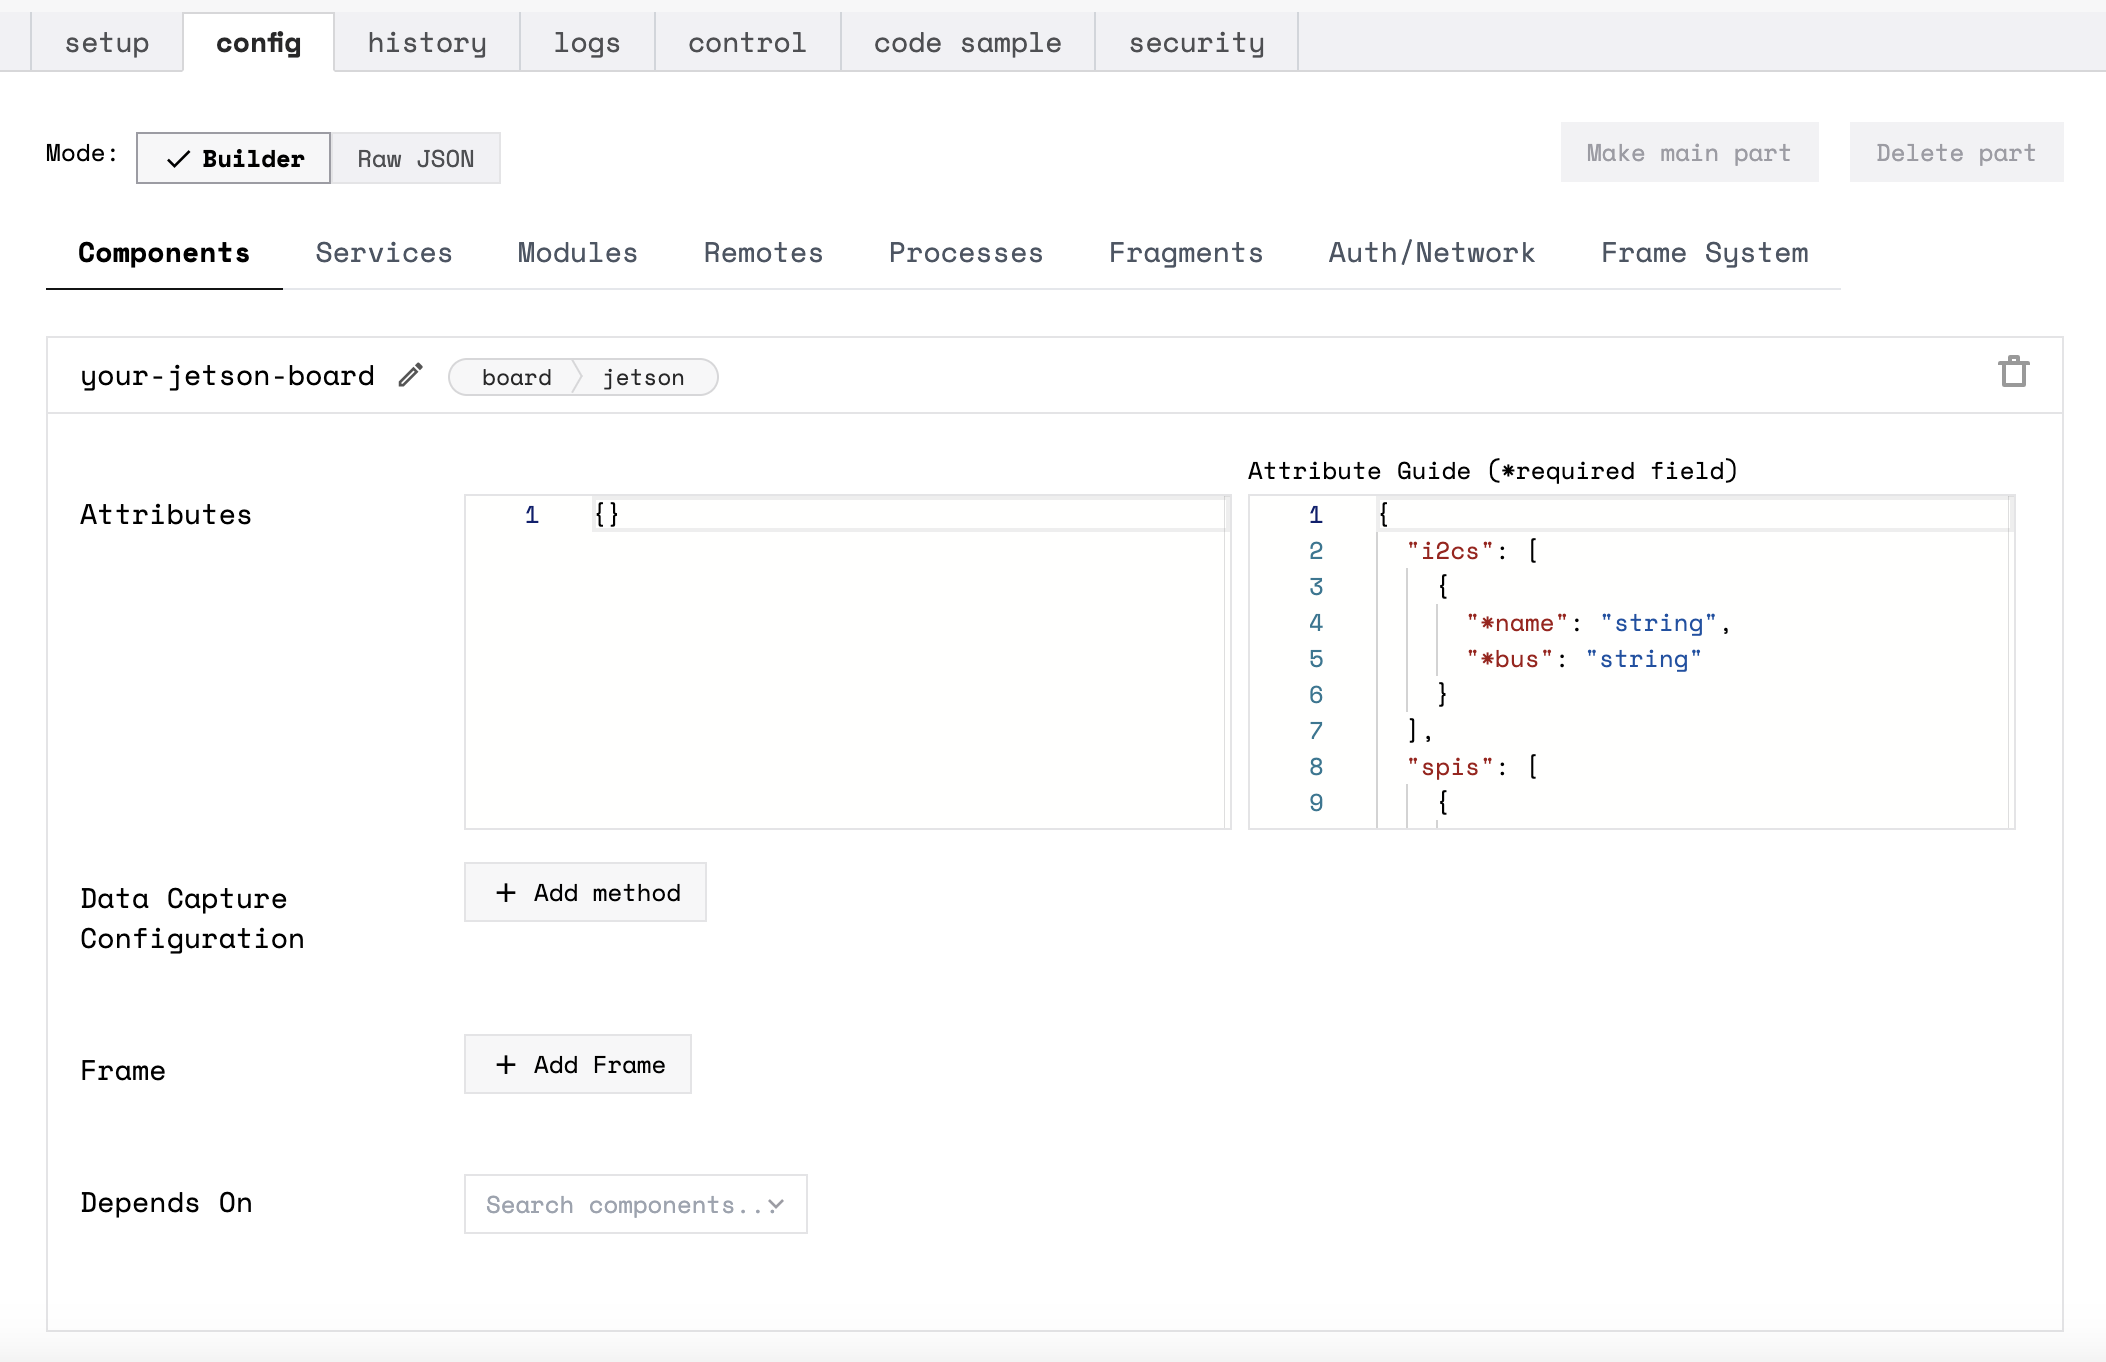 setup config history logs control code sample security
Mode: Builder Raw JSON Make main part Delete part
Components Services Modules Remotes Processes Fragments Auth/Network Frame System
your-jetson-board board jetson
Attribute Guide (*required field)
Attributes
1 {}
1 {
2 "i2cs": [
3 {
4 "*name": "string",
5 "*bus": "string"
6 }
7 ],
8 "spis": [
9 {
Data Capture
Configuration
+ Add method
Frame
+ Add Frame
Depends On
Search components...